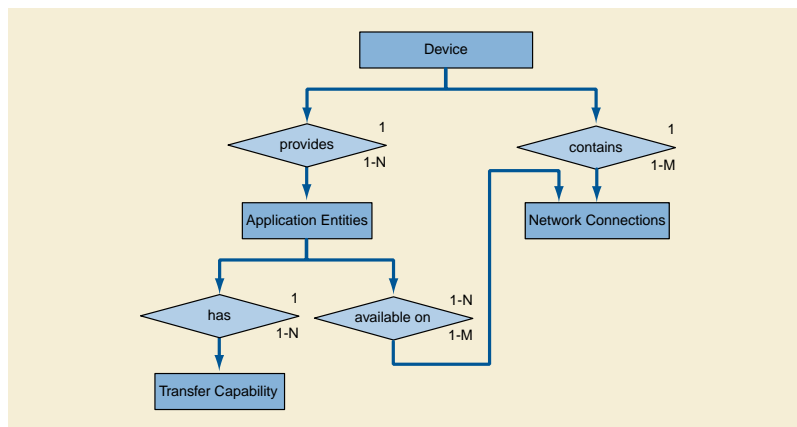 Device
1
provides
1-N
1
contains
1-M
Application Entities
Network Connections
1
has
1-N
1-N
available on
1-M
Transfer Capability